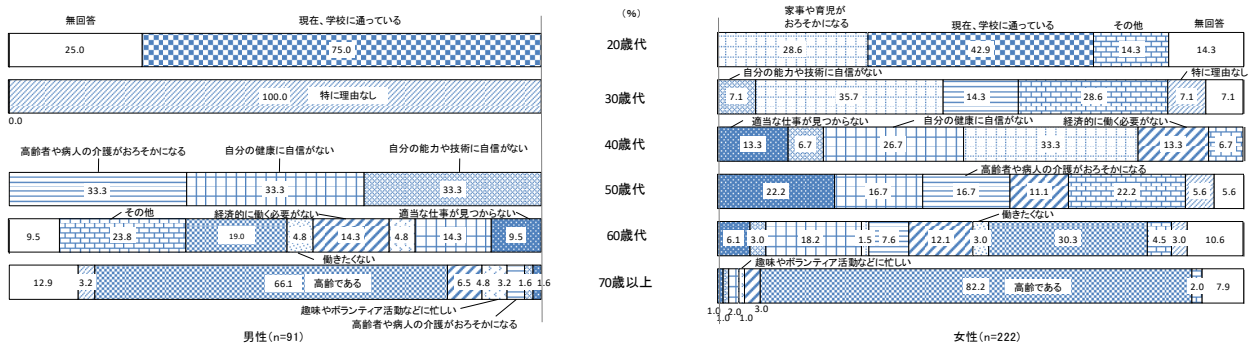 (%)
無回答
現在、学校に通っている
25.0
75.0
20歳代
家事や育児が
おろそかになる
現在、学校に通っている
その他
無回答
28.6
42.9
14.3
14.3
100.0
特に理由なし
0.0
30歳代
自分の能力や技術に自信がない
特に理由なし
7.1
35.7
14.3
28.6
7.1
7.1
40歳代
適当な仕事が見つからない
自分の健康に自信がない
経済的に働く必要がない
13.3
6.7
26.7
33.3
13.3
6.7
高齢者や病人の介護がおろそかになる
自分の健康に自信がない
自分の能力や技術に自信がない
33.3
33.3
33.3
50歳代
高齢者や病人の介護がおろそかになる
22.2
16.7
16.7
11.1
22.2
5.6
5.6
その他
経済的に働く必要がない
適当な仕事が見つからない
9.5
23.8
19.0
4.8
14.3
4.8
14.3
9.5
働きたくない
60歳代
働きたくない
6.1
3.0
18.2
1.5
7.6
12.1
3.0
30.3
4.5
3.0
10.6
12.9
3.2
66.1
高齢である
6.5
4.8
3.2
1.6
1.6
趣味やボランティア活動などに忙しい
高齢者や病人の介護がおろそかになる
70歳以上
趣味やボランティア活動などに忙しい
82.2
高齢である
2.0
7.9
1.0
1.0
2.0
1.0
3.0
男性(n=91)
女性(n=222)